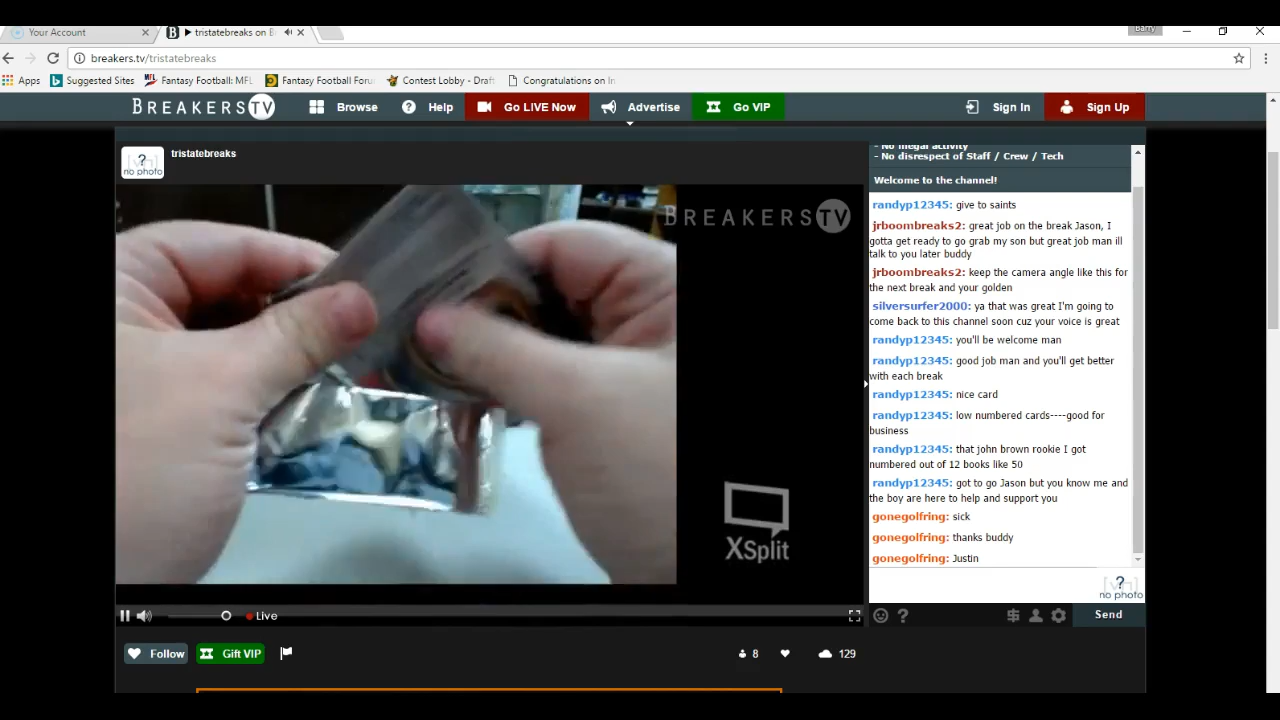 Your Account
tristatebreaks on B
Barry
breakers.tv/tristatebreaks
Apps
Suggested Sites
Fantasy Football: MFL
Fantasy Football Foru
Contest Lobby - Draft
Congratulations on In
BREAKERS TV
Browse
Help
Go LIVE Now
Advertise
Go VIP
Sign In
Sign Up
? no photo
tristatebreaks
BREAKERS TV
XSplit
Live
- No illegal activity
- No disrespect of Staff / Crew / Tech
Welcome to the channel!
randyp12345: give to saints
jrboombreaks2: great job on the break Jason, I
gotta get ready to go grab my son but great job man ill
talk to you later buddy
jrboombreaks2: keep the camera angle like this for
the next break and your golden
silversurfer2000: ya that was great I'm going to
come back to this channel soon cuz your voice is great
randyp12345: you'll be welcome man
randyp12345: good job man and you'll get better
with each break
randyp12345: nice card
randyp12345: low numbered cards----good for
business
randyp12345: that john brown rookie I got
numbered out of 12 books like 50
randyp12345: got to go Jason but you know me and
the boy are here to help and support you
gonegolfring: sick
gonegolfring: thanks buddy
gonegolfring: Justin
? no photo
Send
Follow
Gift VIP
8
129